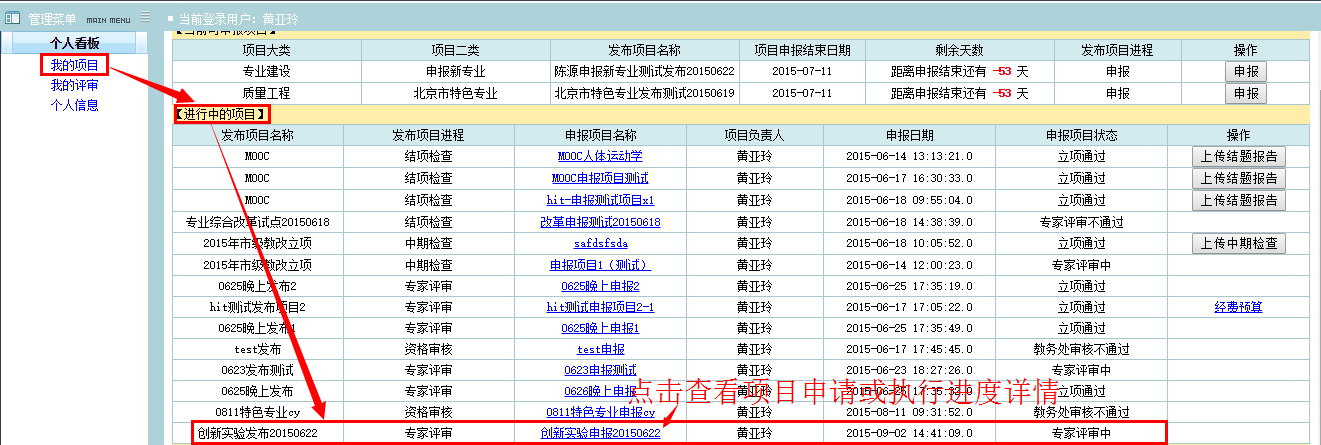 管理菜单 MAIN MENU
当前登录用户：黄亚玲
个人看板
我的项目
我的评审
个人信息
【当前可申报项目】
项目大类 项目二类 发布项目名称 项目申报结束日期 剩余天数 发布项目进程 操作
专业建设 申报新专业 陈源申报新专业测试发布20150622 2015-07-11 距离申报结束还有 -53 天 申报 申报
质量工程 北京市特色专业 北京市特色专业发布测试20150619 2015-07-11 距离申报结束还有 -53 天 申报 申报
【进行中的项目】
发布项目名称 发布项目进程 申报项目名称 项目负责人 申报日期 申报项目状态 操作
MOOC 结项检查 MOOC人体运动学 黄亚玲 2015-06-14 13:13:21.0 立项通过 上传结题报告
MOOC 结项检查 MOOC申报项目测试 黄亚玲 2015-06-17 16:30:33.0 立项通过 上传结题报告
MOOC 结项检查 hit-申报测试项目x1 黄亚玲 2015-06-18 09:55:04.0 立项通过 上传结题报告
专业综合改革试点20150618 结项检查 改革申报测试20150618 黄亚玲 2015-06-18 14:38:39.0 专家评审不通过
2015年市级教改立项 中期检查 safdsfsda 黄亚玲 2015-06-18 10:05:52.0 立项通过 上传中期检查
2015年市级教改立项 中期检查 申报项目1（测试） 黄亚玲 2015-06-14 12:00:23.0 专家评审中
0625晚上发布2 专家评审 0625晚上申报2 黄亚玲 2015-06-25 17:35:19.0 立项通过
hit测试发布项目2 专家评审 hit测试申报项目2-1 黄亚玲 2015-06-17 17:05:22.0 立项通过 经费预算
0625晚上发布1 专家评审 0625晚上申报1 黄亚玲 2015-06-25 17:35:49.0 立项通过
test发布 资格审核 test申报 黄亚玲 2015-06-17 17:45:45.0 教务处审核不通过
0623发布测试 专家评审 0623申报测试 黄亚玲 2015-06-23 18:27:26.0 专家评审中
0625晚上发布 专家评审 0626晚上申报 黄亚玲 2015-06-25 17:35:32.0 立项通过
点击查看项目申请或执行进度详情
0811特色专业cy 资格审核 0811特色专业申报cy 黄亚玲 2015-08-11 09:31:52.0 教务处审核不通过
创新实验发布20150622 专家评审 创新实验申报20150622 黄亚玲 2015-09-02 14:41:09.0 专家评审中